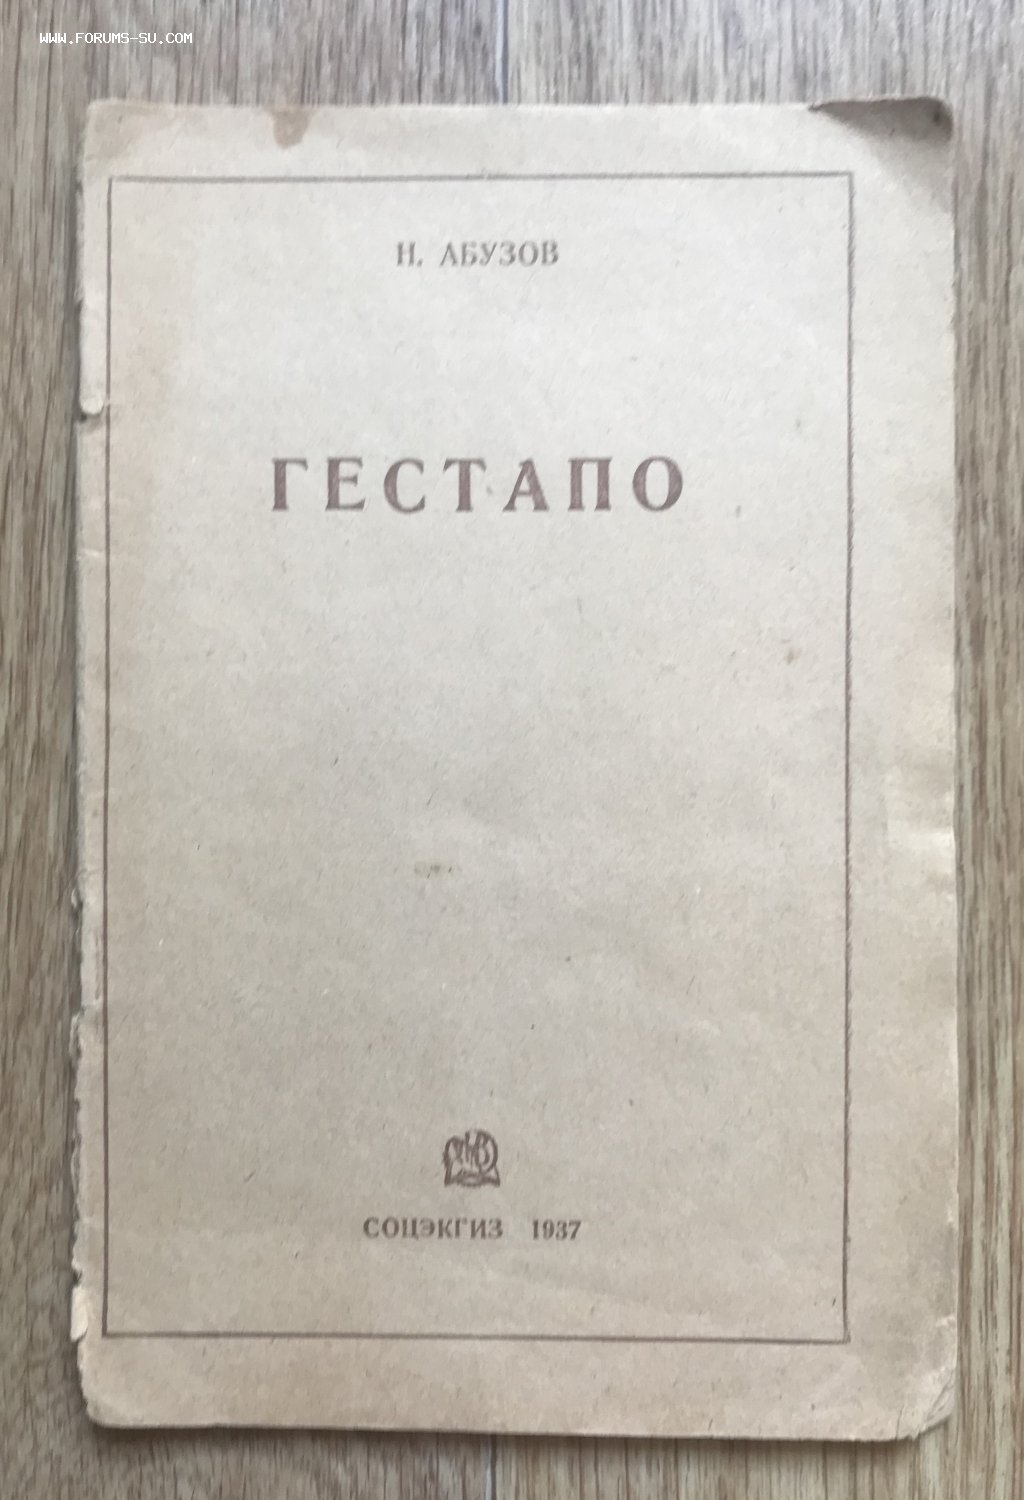 WWW.FORUMS-SU.COM
Н. АБУЗОВ
ГЕСТАПО
СОЦЭКГИЗ 1937